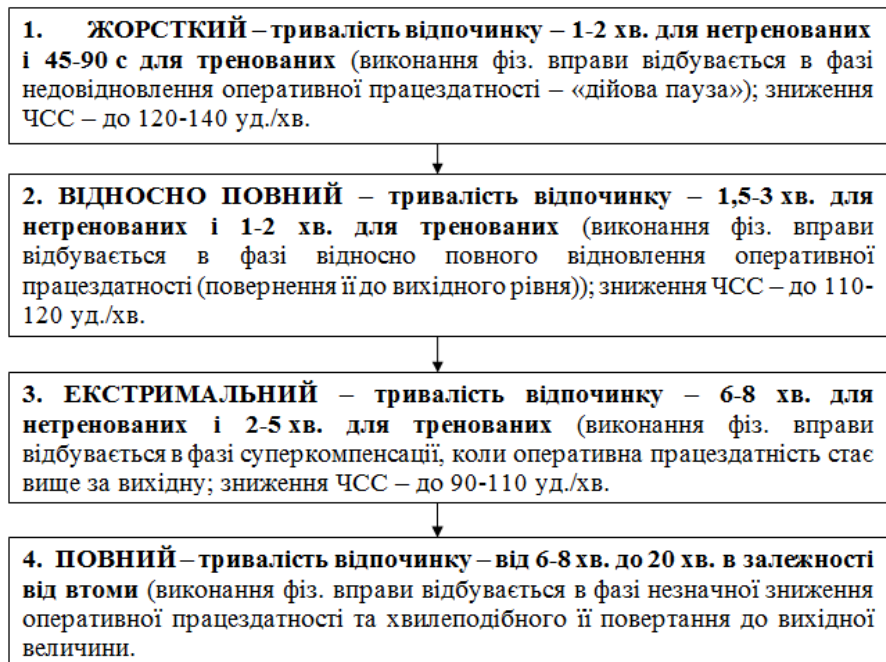 1. ЖОРСТКИЙ – тривалість відпочинку – 1-2 хв. для нетренованих
і 45-90 с для тренованих (виконання фіз. вправи відбувається в фазі
недовідновлення оперативної працездатності – «дійова пауза»); зниження
ЧСС – до 120-140 уд./хв.
2. ВІДНОСНО ПОВНИЙ – тривалість відпочинку – 1,5-3 хв. для
нетренованих і 1-2 хв. для тренованих (виконання фіз. вправи
відбувається в фазі відносно повного відновлення оперативної
працездатності (повернення її до вихідного рівня)); зниження ЧСС – до 110-
120 уд./хв.
3. ЕКСТРИМАЛЬНИЙ – тривалість відпочинку – 6-8 хв. для
нетренованих і 2-5 хв. для тренованих (виконання фіз. вправи
відбувається в фазі суперкомпенсації, коли оперативна працездатність стає
вище за вихідну; зниження ЧСС – до 90-110 уд./хв.
4. ПОВНИЙ – тривалість відпочинку – від 6-8 хв. до 20 хв. в залежності
від втоми (виконання фіз. вправи відбувається в фазі незначної зниження
оперативної працездатності та хвилеподібного її повертання до вихідної
величини.